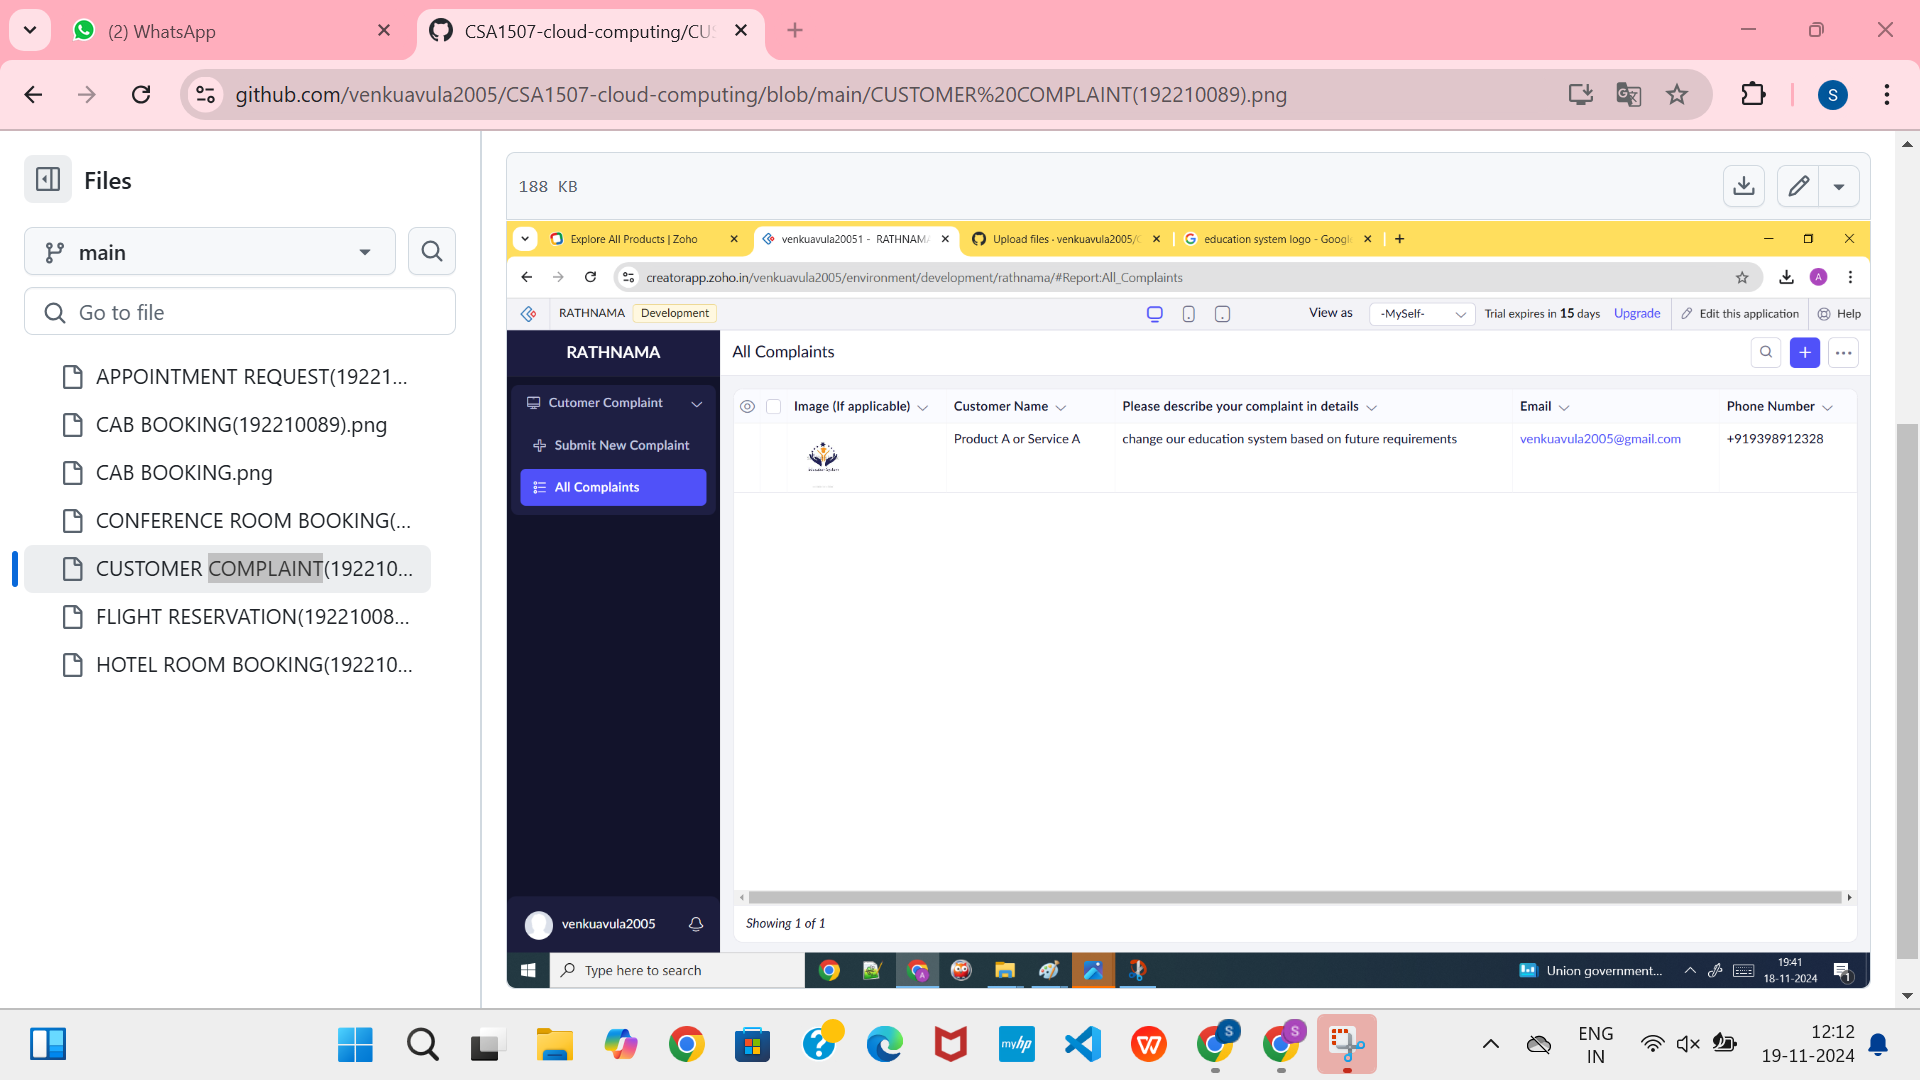 (2) WhatsApp
CSA1507-cloud-computing/CUS
github.com/venkuavula2005/CSA1507-cloud-computing/blob/main/CUSTOMER%20COMPLAINT(192210089).png
S
Files
main
Go to file
APPOINTMENT REQUEST(19221...
CAB BOOKING(192210089).png
CAB BOOKING.png
CONFERENCE ROOM BOOKING(...
CUSTOMER COMPLAINT(192210...
FLIGHT RESERVATION(19221008...
HOTEL ROOM BOOKING(192210...
188 KB
Explore All Products | Zoho
venkuavula20051 - RATHNAMA
Upload files · venkuavula2005/C
education system logo - Google
creatorapp.zoho.in/venkuavula2005/environment/development/rathnama/#Report:All_Complaints
A
RATHNAMA Development
View as -MySelf- Trial expires in 15 days Upgrade Edit this application Help
RATHNAMA
All Complaints
Cutomer Complaint
Submit New Complaint
All Complaints
Image (If applicable) Customer Name Please describe your complaint in details Email Phone Number
Product A or Service A change our education system based on future requirements venkuavula2005@gmail.com +919398912328
Showing 1 of 1
venkuavula2005
Type here to search
Union government...
19:41
18-11-2024
1
myhp
W
S
S
ENG
IN
12:12
19-11-2024